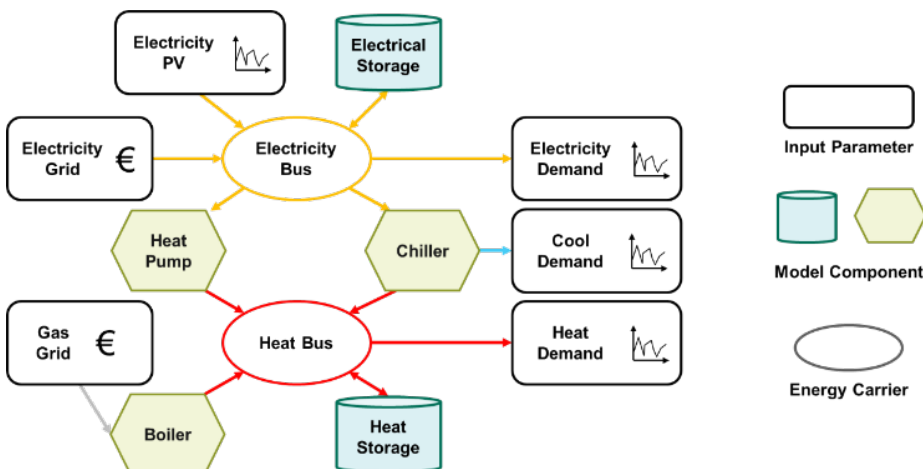 Electricity
PV
Electrical
Storage
Electricity
Grid
€
Electricity
Bus
Electricity
Demand
Input Parameter
Heat
Pump
Chiller
Cool
Demand
Model Component
Gas
Grid
€
Heat Bus
Heat
Demand
Energy Carrier
Boiler
Heat
Storage